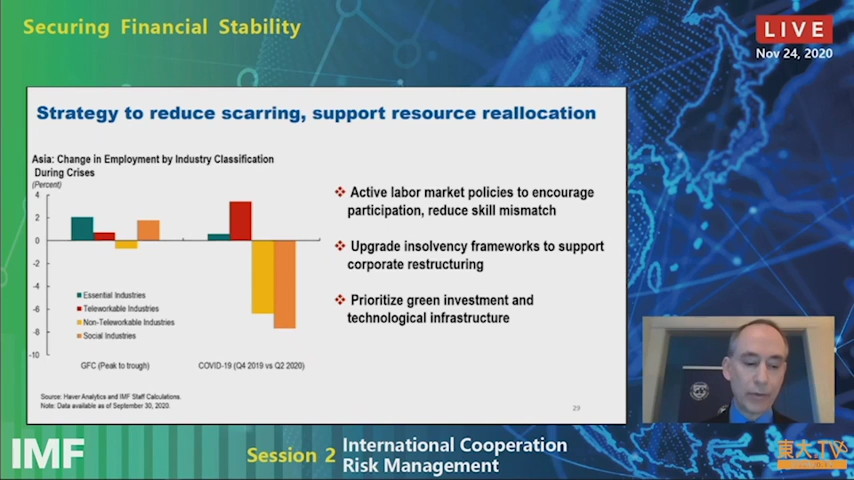 Securing Financial Stability
LIVE
Nov 24, 2020
Strategy to reduce scarring, support resource reallocation
Asia: Change in Employment by Industry Classification
During Crises
(Percent)
4
2
0
-2
-4
-6
-8
-10
Essential Industries
Teleworkable Industries
Non-Teleworkable Industries
Social Industries
GFC (Peak to trough)
COVID-19 (Q4 2019 vs Q2 2020)
Source: Haver Analytics and IMF Staff Calculations.
Note: Data available as of September 30, 2020.
Active labor market policies to encourage
participation, reduce skill mismatch
Upgrade insolvency frameworks to support
corporate restructuring
Prioritize green investment and
technological infrastructure
29
IMF
Session 2
International Cooperation
Risk Management
東大.TV